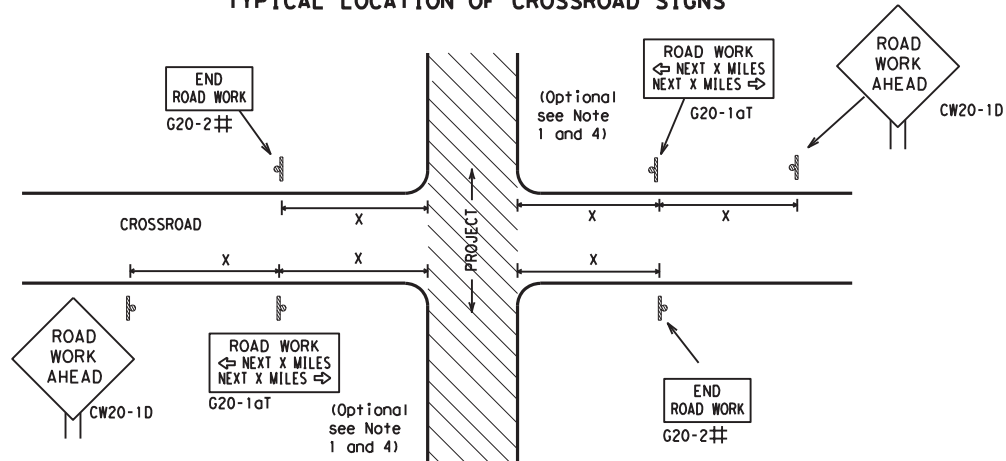 TYPICAL LOCATION OF CROSSROAD SIGNS
END
ROAD WORK
G20-2#
(Optional
see Note
1 and 4)
ROAD WORK
⇦ NEXT X MILES
NEXT X MILES ⇨
G20-1aT
ROAD
WORK
AHEAD
CW20-1D
X
X
X
CROSSROAD
PROJECT
X
X
X
ROAD
WORK
AHEAD
CW20-1D
ROAD WORK
⇦ NEXT X MILES
NEXT X MILES ⇨
G20-1aT
(Optional
see Note
1 and 4)
END
ROAD WORK
G20-2#